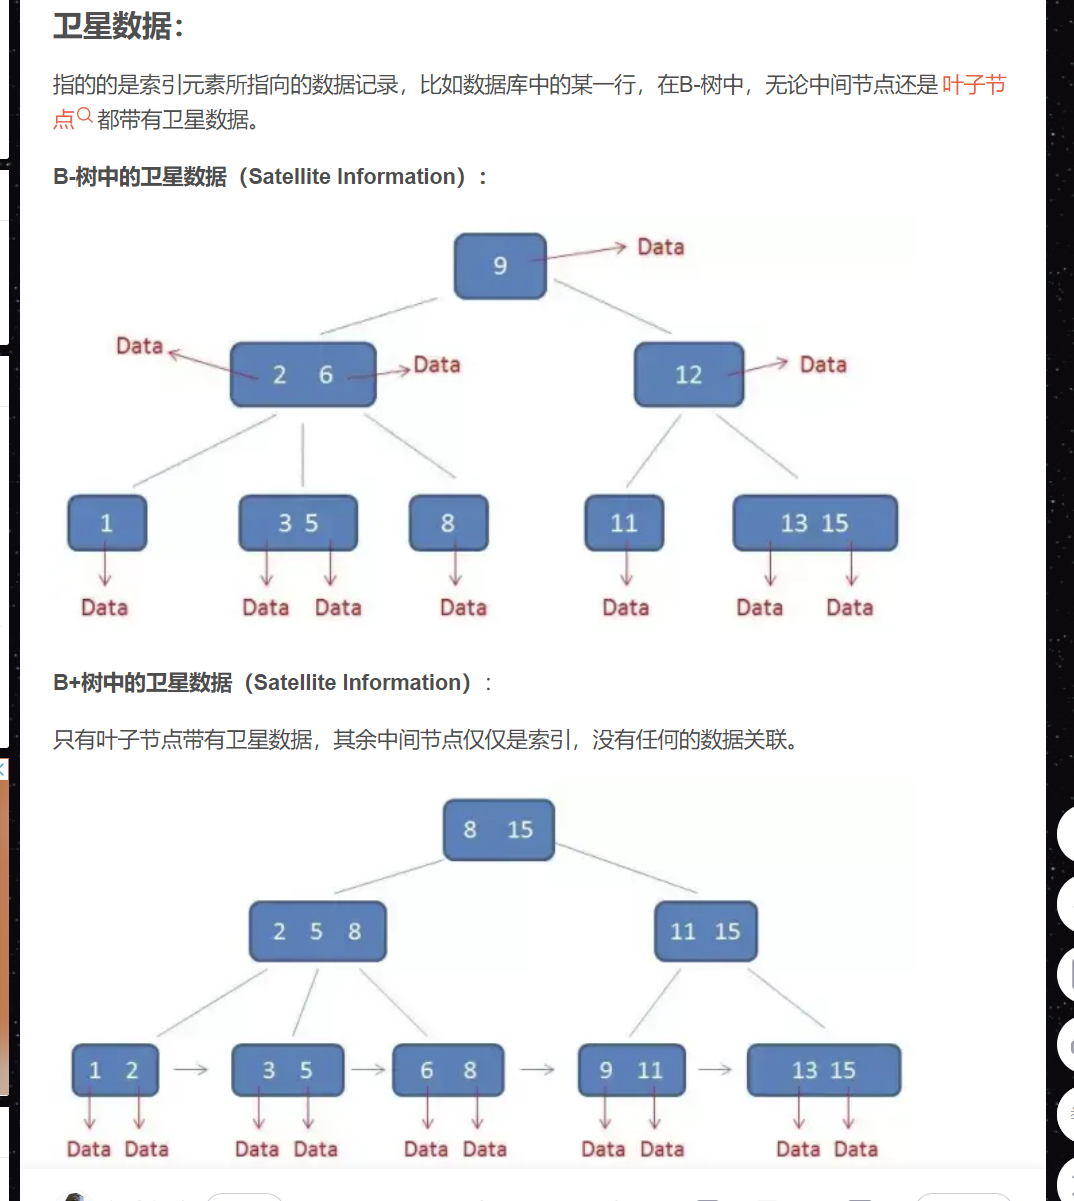 卫星数据：
指的的是索引元素所指向的数据记录，比如数据库中的某一行，在B-树中，无论中间节点还是叶子节
点都带有卫星数据。
B-树中的卫星数据（Satellite Information）：
9 Data
Data 2 6 Data 12 Data
1 3 5 8 11 13 15
Data Data Data Data Data Data Data
B+树中的卫星数据（Satellite Information）:
只有叶子节点带有卫星数据，其余中间节点仅仅是索引，没有任何的数据关联。
8 15
2 5 8 11 15
1 2 3 5 6 8 9 11 13 15
Data Data Data Data Data Data Data Data Data Data